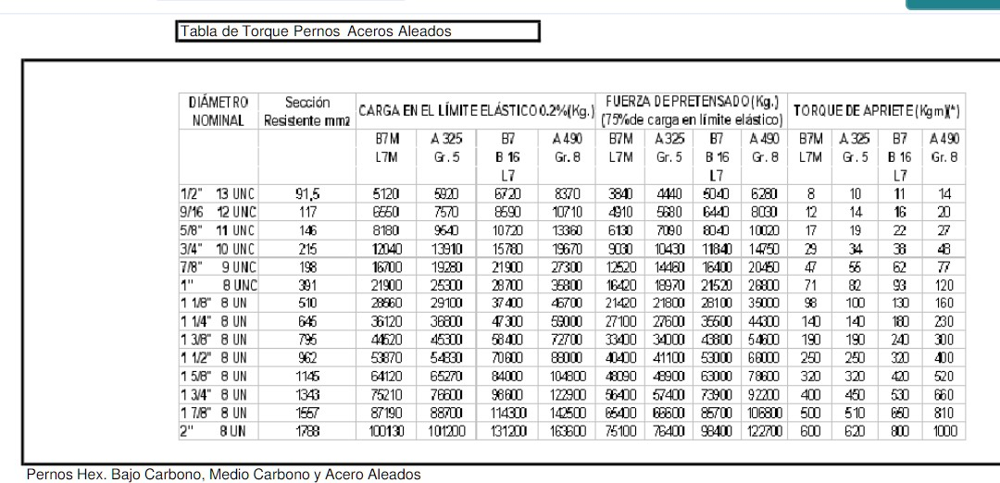 Tabla de Torque Pernos Aceros Aleados
DIÁMETRO NOMINAL Sección Resistente mm2 CARGA EN EL LÍMITE ELÁSTICO 0.2%(Kg.) FUERZA DE PRETENSADO(Kg.) (75%de carga en límite elástico) TORQUE DE APRIETE(Kgm)(*)
B7M A 325 B7 A 490 B7M A 325 B7 A 490 B7M A 325 B7 A 490
L7M Gr. 5 B 16 Gr. 8 L7M Gr. 5 B 16 Gr. 8 L7M Gr. 5 B 16 Gr. 8
L7 L7 L7
1/2" 13 UNC 91,5 5120 5920 6720 8370 3840 4440 5040 6280 8 10 11 14
9/16 12 UNC 117 6550 7570 8590 10710 4910 5680 6440 8030 12 14 16 20
5/8" 11 UNC 146 8180 9540 10720 13360 6130 7090 8040 10020 17 19 22 27
3/4" 10 UNC 215 12040 13910 15780 19670 9030 10430 11840 14750 29 34 38 48
7/8" 9 UNC 198 16700 19280 21900 27300 12520 14460 16400 20450 47 55 62 77
1" 8 UNC 391 21900 25300 28700 35800 16420 18970 21520 26800 71 82 93 120
1 1/8" 8 UN 510 28560 29100 37400 46700 21420 21800 28100 35000 98 100 130 160
1 1/4" 8 UN 645 36120 36800 47300 59000 27100 27600 35500 44300 140 140 180 230
1 3/8" 8 UN 795 44520 45300 58400 72700 33400 34000 43800 54600 190 190 240 300
1 1/2" 8 UN 962 53870 54830 70600 88000 40400 41100 53000 66000 250 250 320 400
1 5/8" 8 UN 1145 64120 65270 84000 104800 48090 48900 63000 78600 320 320 420 520
1 3/4" 8 UN 1343 75210 76600 98600 122900 56400 57400 73900 92200 400 450 530 660
1 7/8" 8 UN 1557 87190 88700 114300 142500 65400 66600 85700 106800 500 510 650 810
2" 8 UN 1788 100130 101200 131200 163600 75100 76400 98400 122700 600 620 800 1000
Pernos Hex. Bajo Carbono, Medio Carbono y Acero Aleados